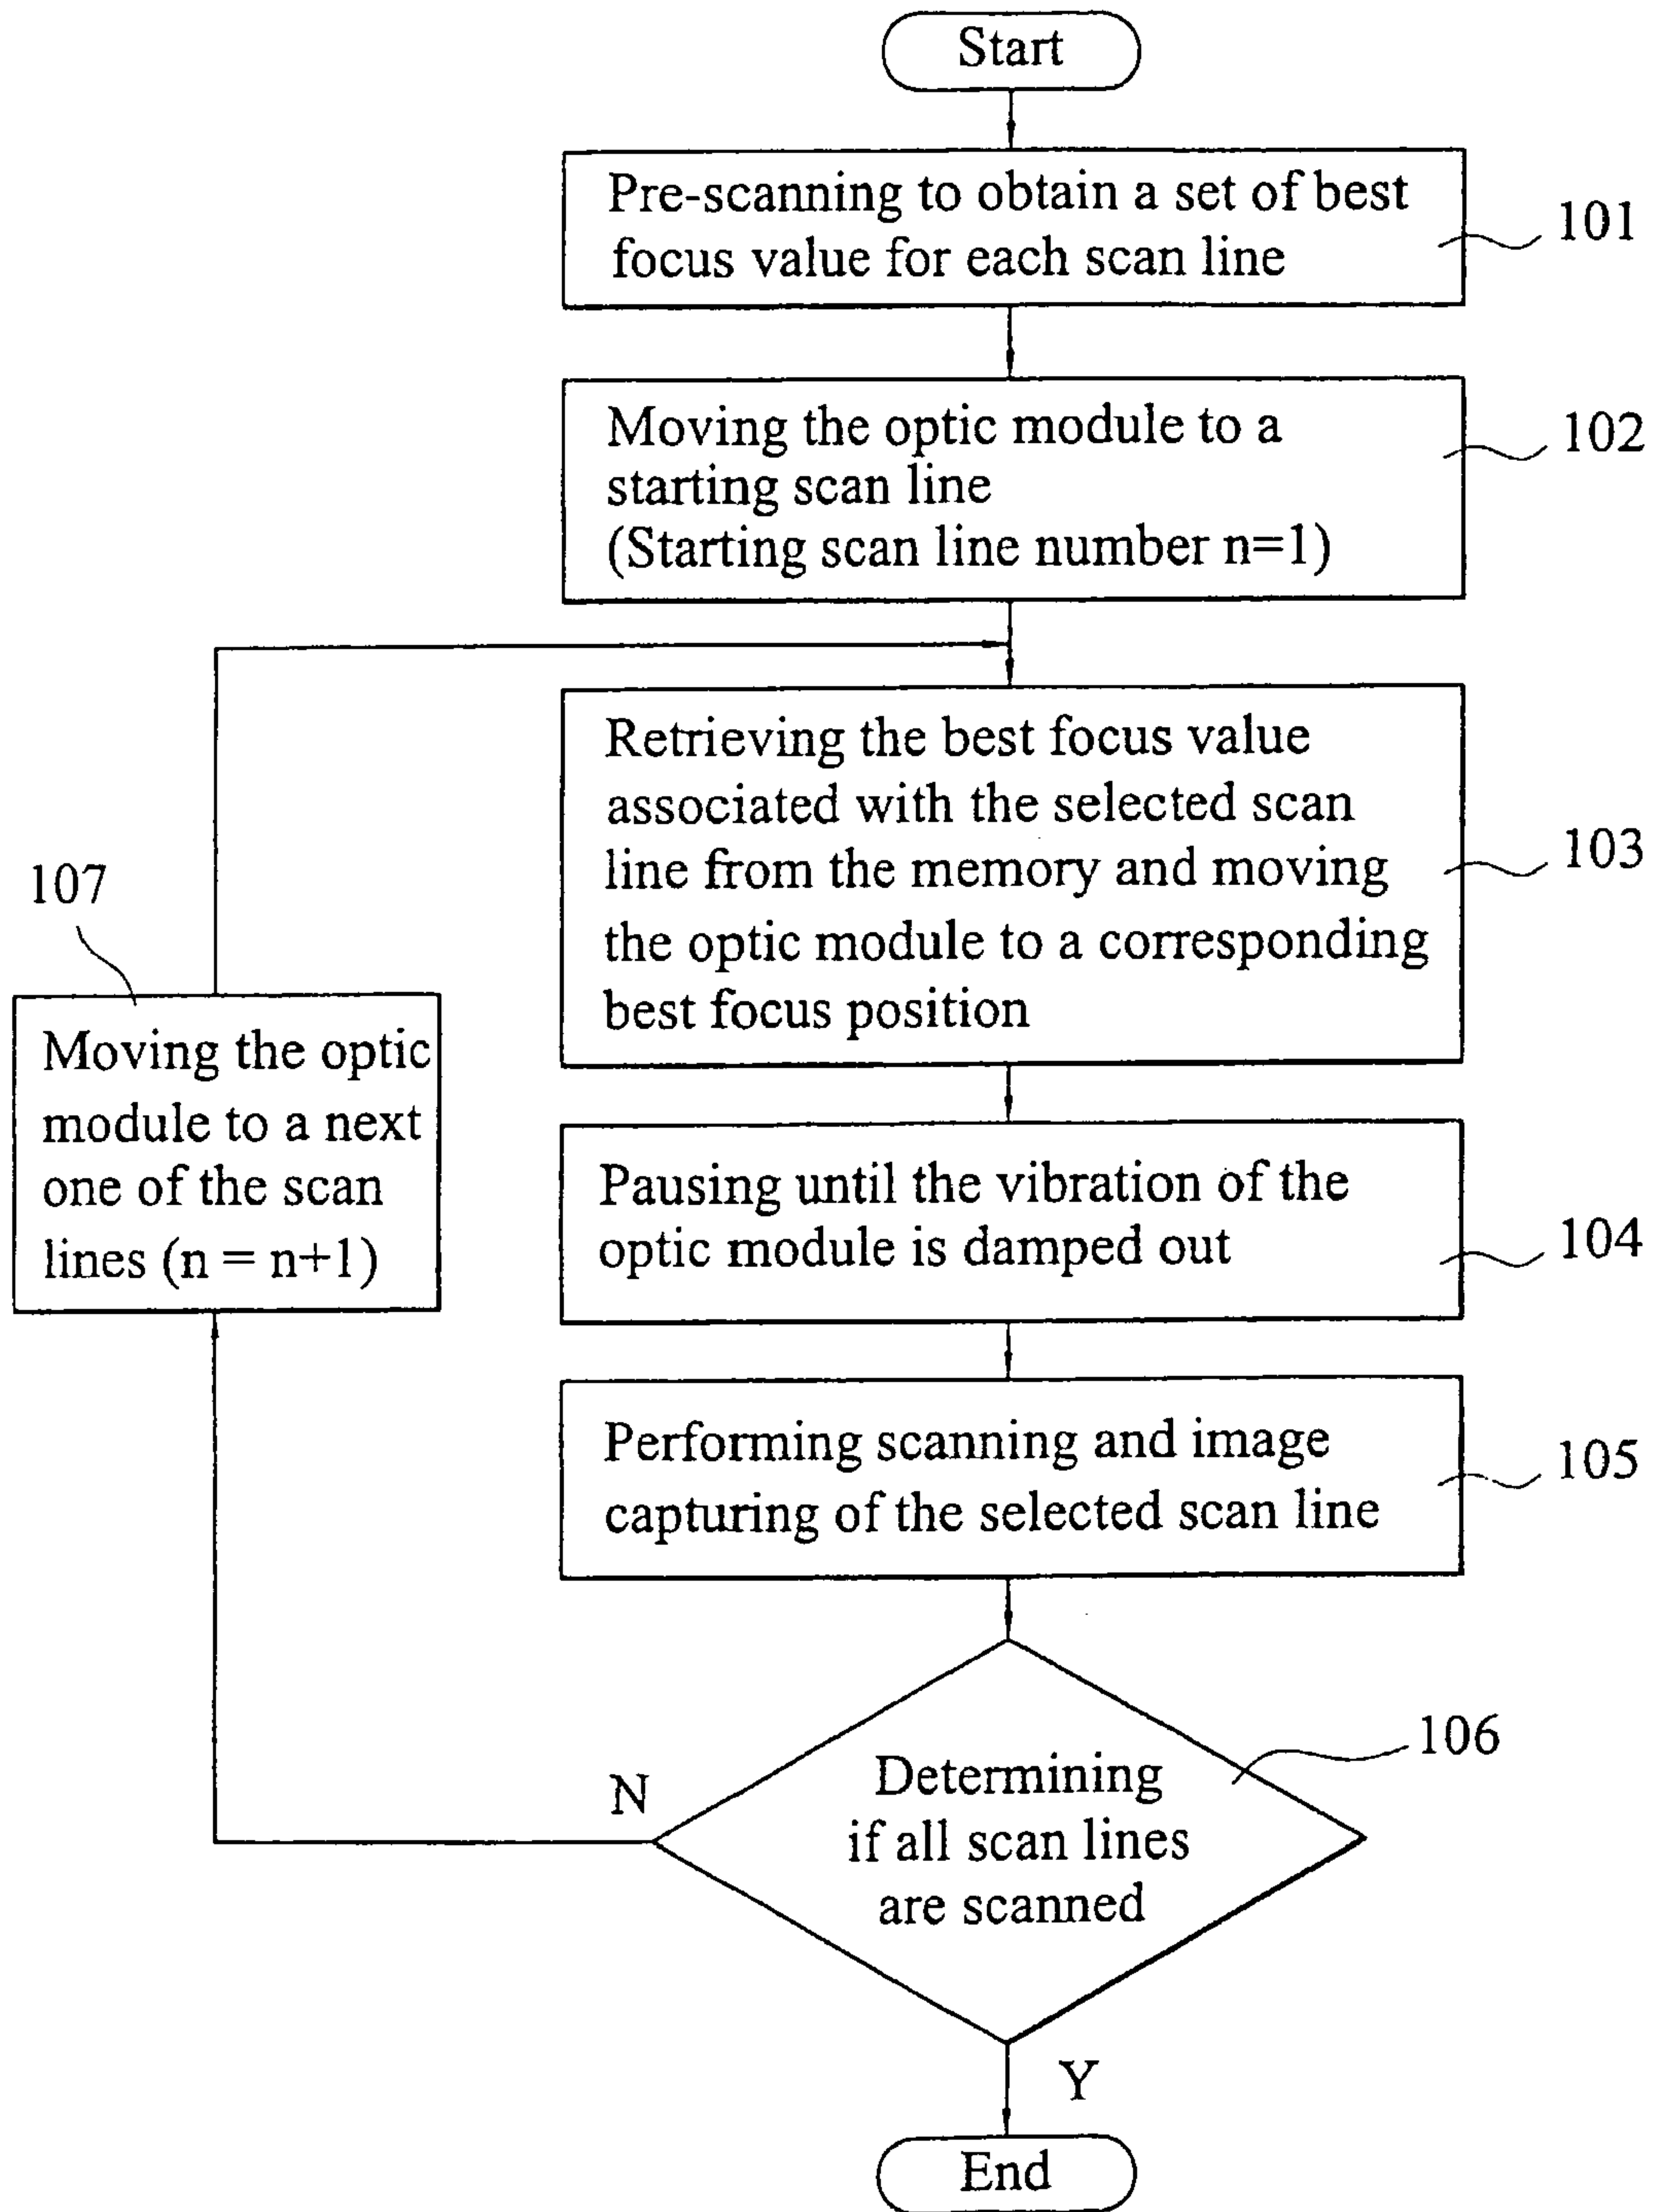 Start
Pre-scanning to obtain a set of best
focus value for each scan line
101
Moving the optic module to a
starting scan line
(Starting scan line number n=1)
102
Retrieving the best focus value
associated with the selected scan
line from the memory and moving
the optic module to a corresponding
best focus position
103
107
Moving the optic
module to a next
one of the scan
lines (n = n+1)
Pausing until the vibration of the
optic module is damped out
104
Performing scanning and image
capturing of the selected scan line
105
Determining
if all scan lines
are scanned
106
N
Y
End